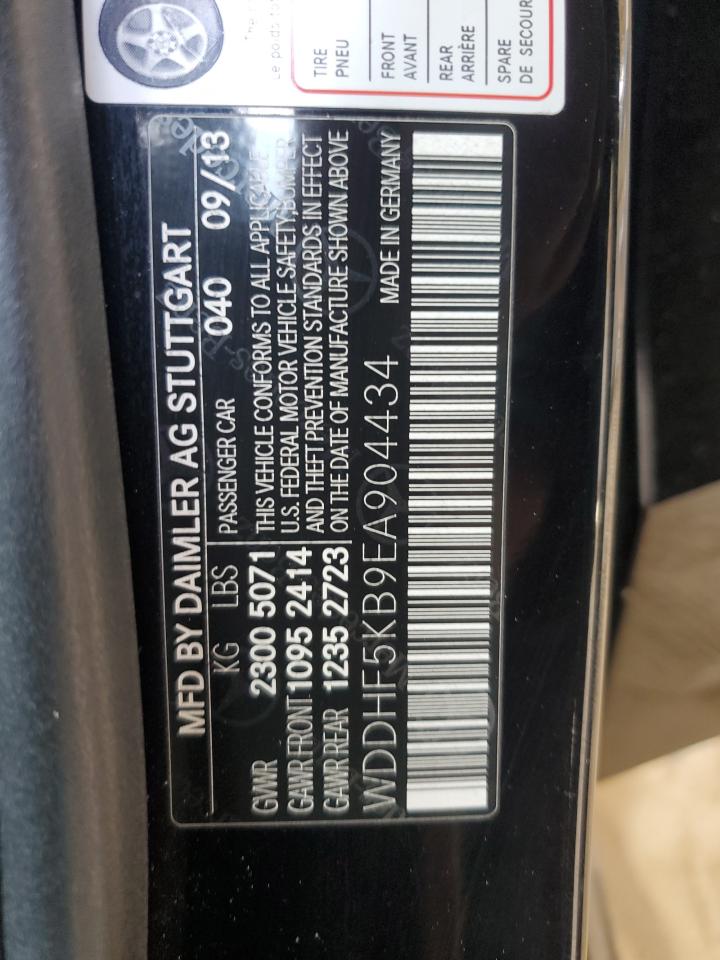 TIRE
PNEU
FRONT
AVANT
REAR
ARRIÈRE
SPARE
DE SECOUR
MFD BY DAIMLER AG STUTTGART
KG LBS PASSENGER CAR 040 09/13
GVWR 2300 5071 THIS VEHICLE CONFORMS TO ALL APPLICABLE
GAWR FRONT 1095 2414 U.S. FEDERAL MOTOR VEHICLE SAFETY, BUMPER,
GAWR REAR 1235 2723 AND THEFT PREVENTION STANDARDS IN EFFECT
ON THE DATE OF MANUFACTURE SHOWN ABOVE
WDDHF5KB9EA904434 MADE IN GERMANY